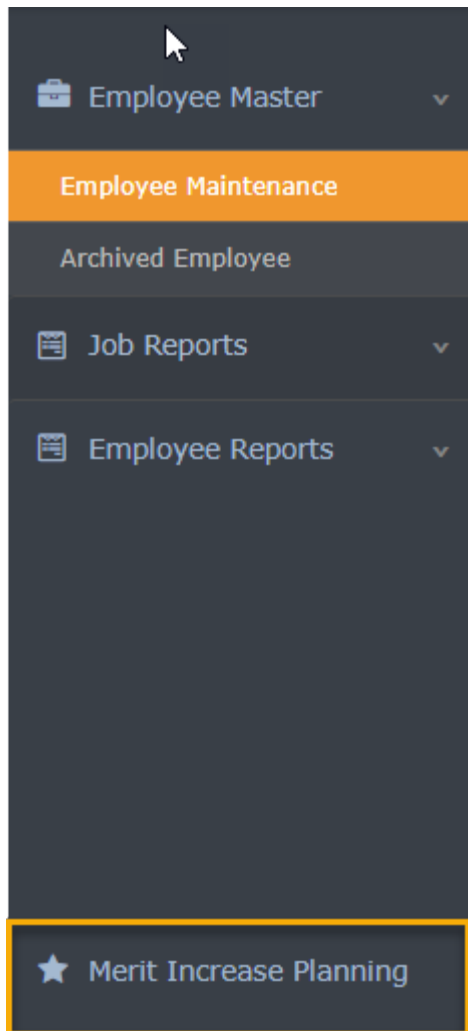 Employee Master
Employee Maintenance
Archived Employee
Job Reports
Employee Reports
Merit Increase Planning